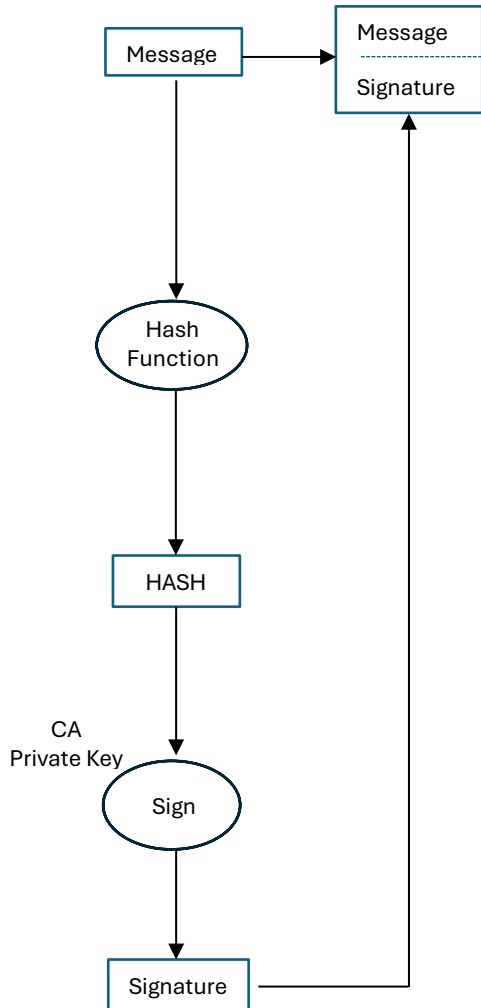 Message
Message
Signature
Hash
Function
HASH
CA
Private Key
Sign
Signature